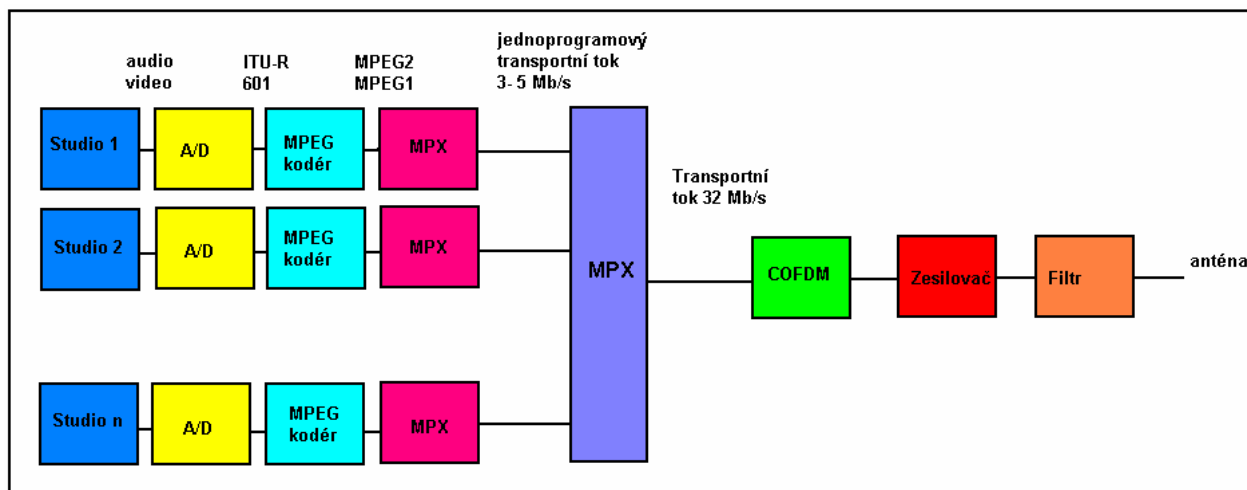 audio
video
ITU-R
601
MPEG2
MPEG1
jednoprogramový
transportní tok
3- 5 Mb/s
Studio 1
A/D
MPEG
kodér
MPX
Studio 2
A/D
MPEG
kodér
MPX
Studio n
A/D
MPEG
kodér
MPX
MPX
Transportní
tok 32 Mb/s
COFDM
Zesilovač
Filtr
anténa